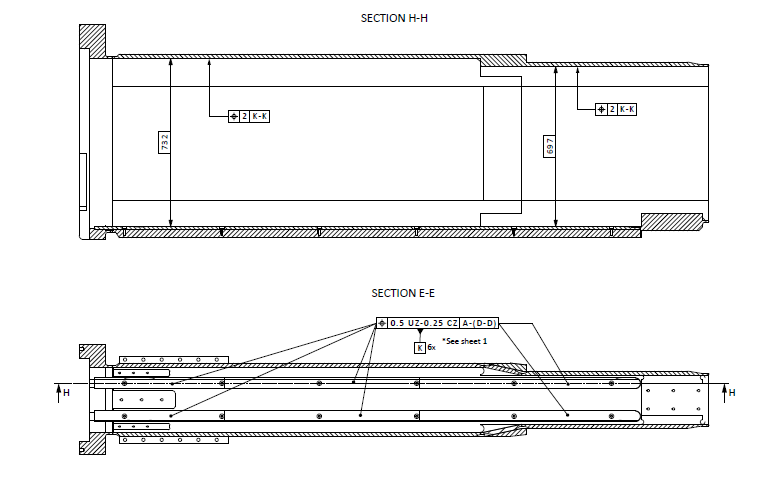 SECTION H-H
⌖ 2 K-K
⌖ 2 K-K
732
697
SECTION E-E
⌖ 0.5 UZ-0.25 CZ A-(D-D)
K 6x
*See sheet 1
H
H